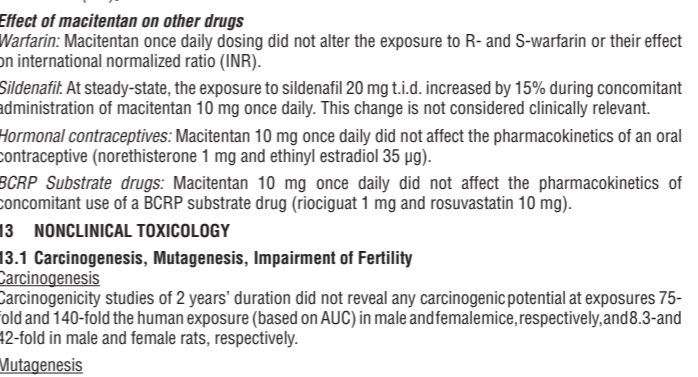 Effect of macitentan on other drugs
Warfarin: Macitentan once daily dosing did not alter the exposure to R- and S-warfarin or their effect
on international normalized ratio (INR).
Sildenafil: At steady-state, the exposure to sildenafil 20 mg t.i.d. increased by 15% during concomitant
administration of macitentan 10 mg once daily. This change is not considered clinically relevant.
Hormonal contraceptives: Macitentan 10 mg once daily did not affect the pharmacokinetics of an oral
contraceptive (norethisterone 1 mg and ethinyl estradiol 35 μg).
BCRP Substrate drugs: Macitentan 10 mg once daily did not affect the pharmacokinetics of
concomitant use of a BCRP substrate drug (riociguat 1 mg and rosuvastatin 10 mg).
13 NONCLINICAL TOXICOLOGY
13.1 Carcinogenesis, Mutagenesis, Impairment of Fertility
Carcinogenesis
Carcinogenicity studies of 2 years' duration did not reveal any carcinogenic potential at exposures 75-
fold and 140-fold the human exposure (based on AUC) in male and female mice, respectively, and 8.3- and
42-fold in male and female rats, respectively.
Mutagenesis